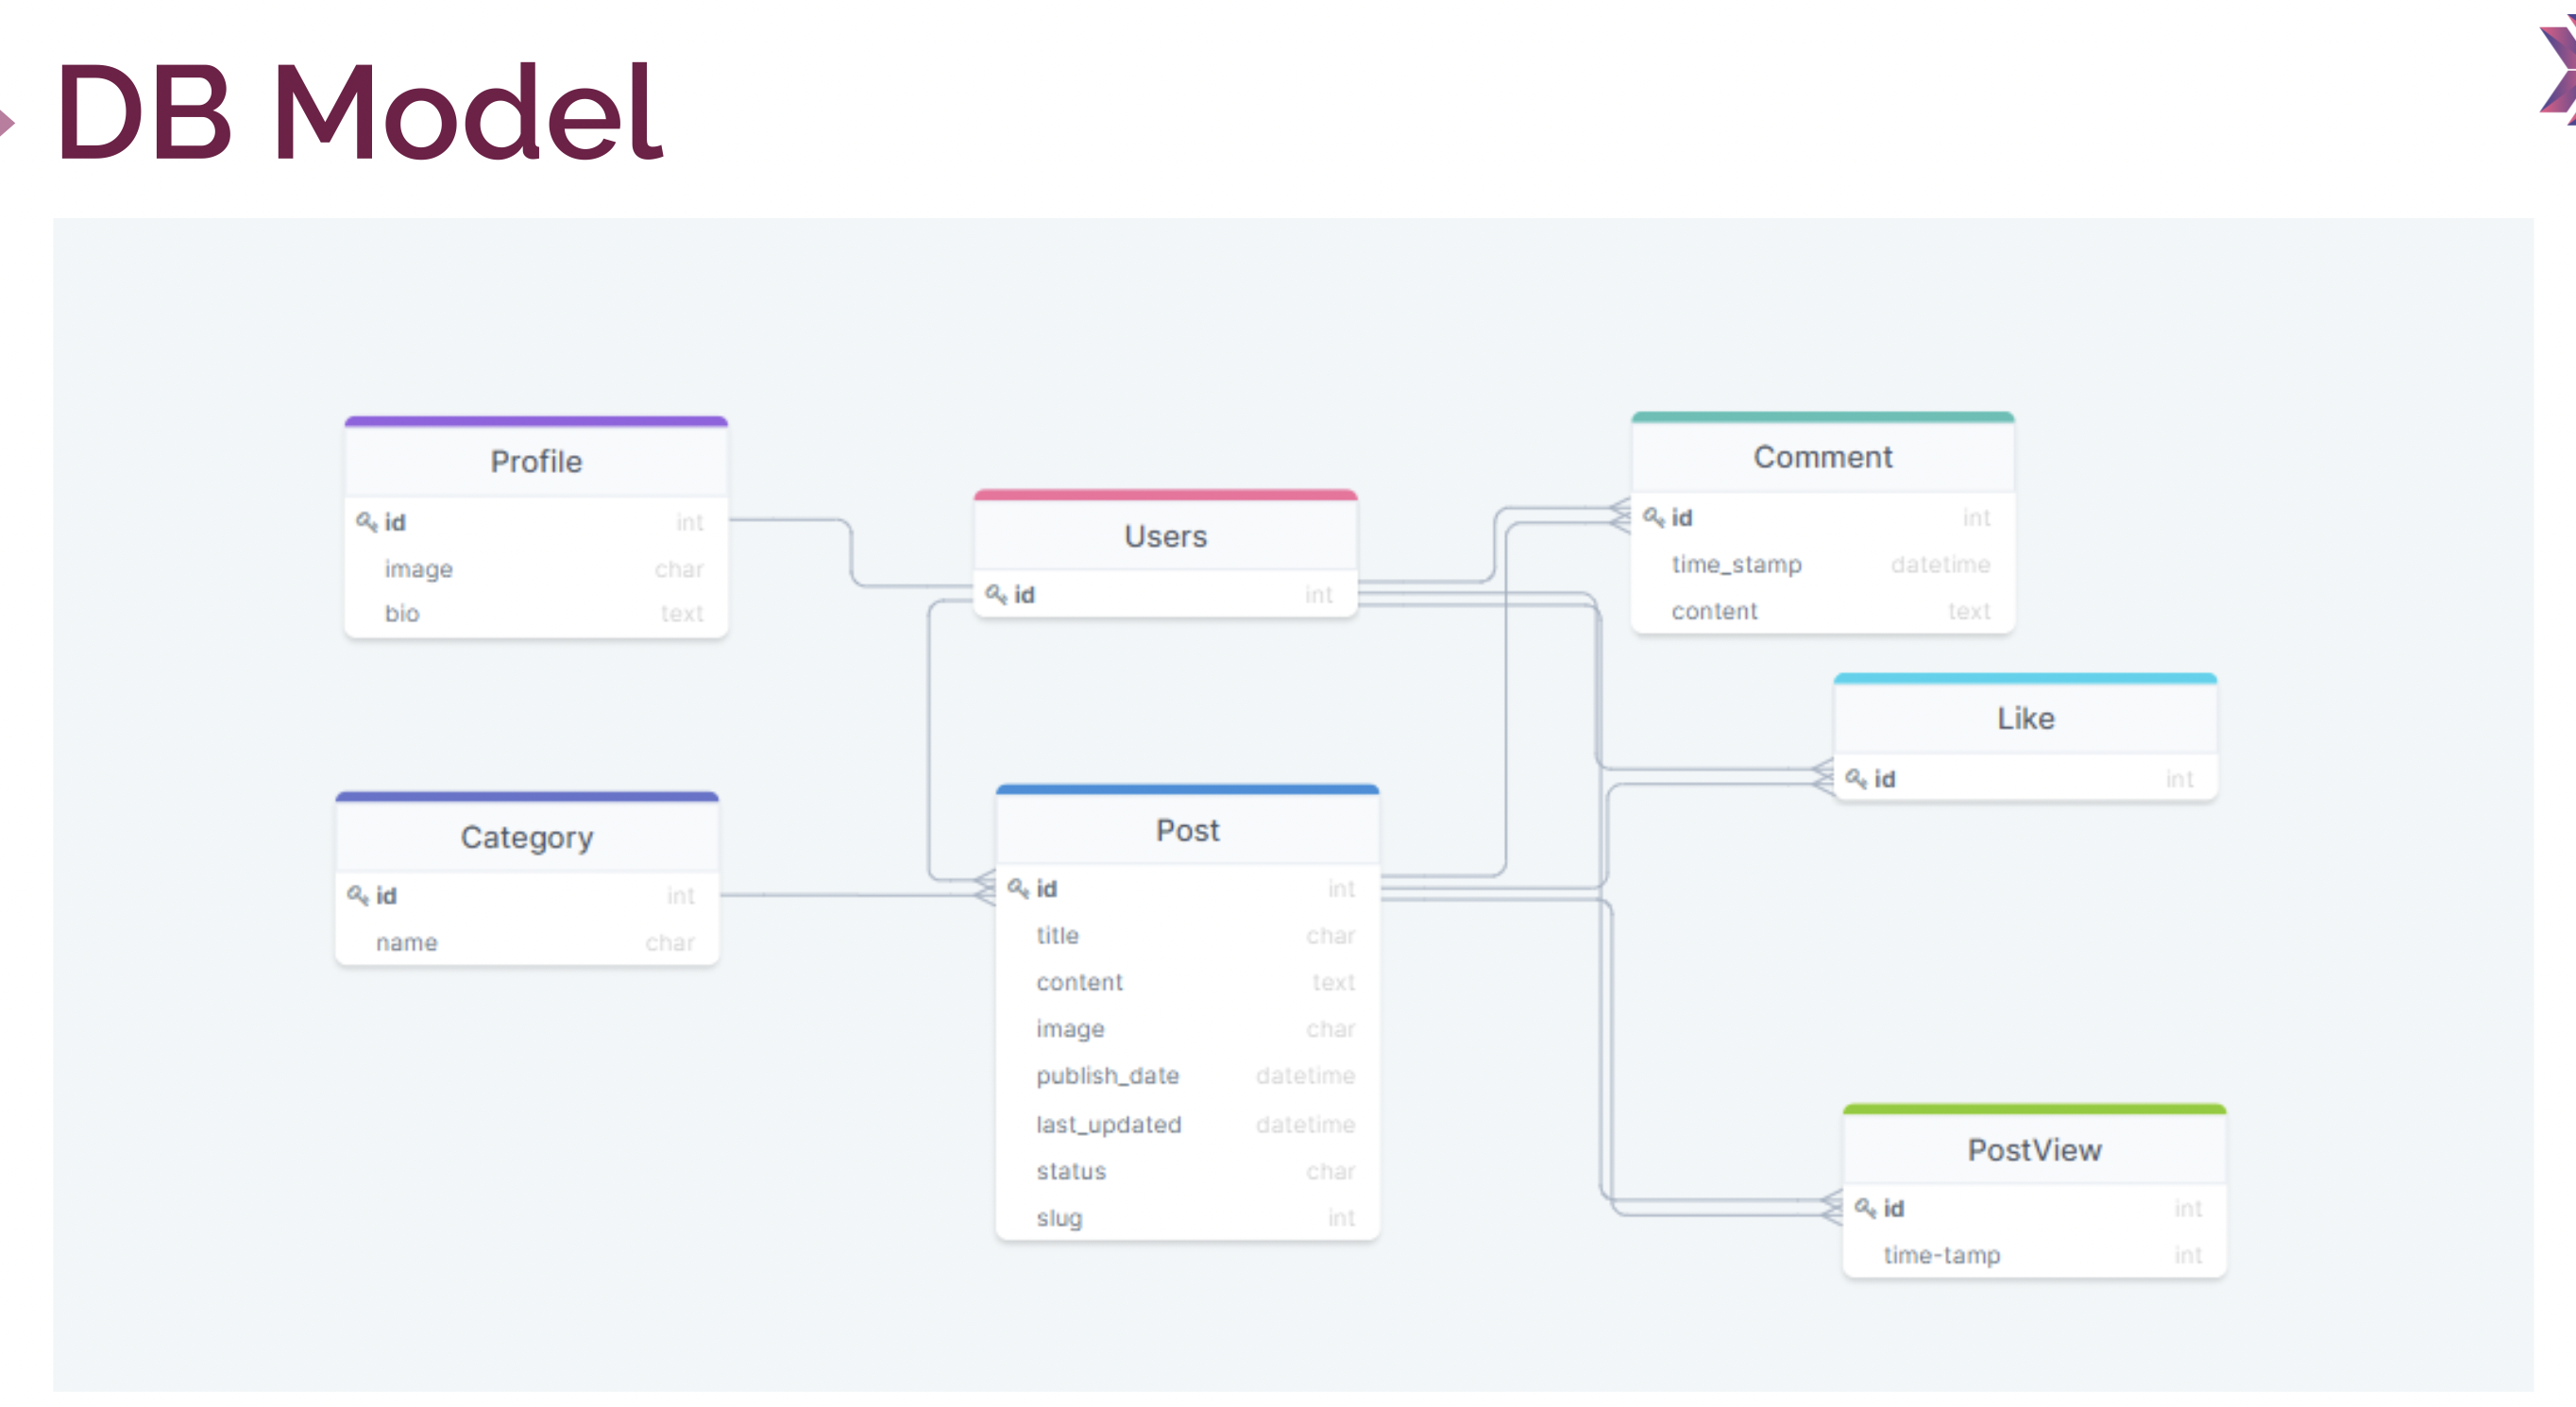 DB Model
Profile
id int
image char
bio text
Users
id int
Comment
id int
time_stamp datetime
content text
Like
id int
Category
id int
name char
Post
id int
title char
content text
image char
publish_date datetime
last_updated datetime
status char
slug int
PostView
id int
time-tamp int